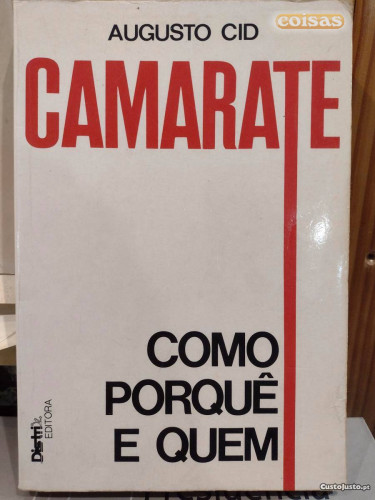 coisas
AUGUSTO CID
CAMARATE
COMO
PORQUÊ
E QUEM
Distri
EDITORA
CustoJusto.pt